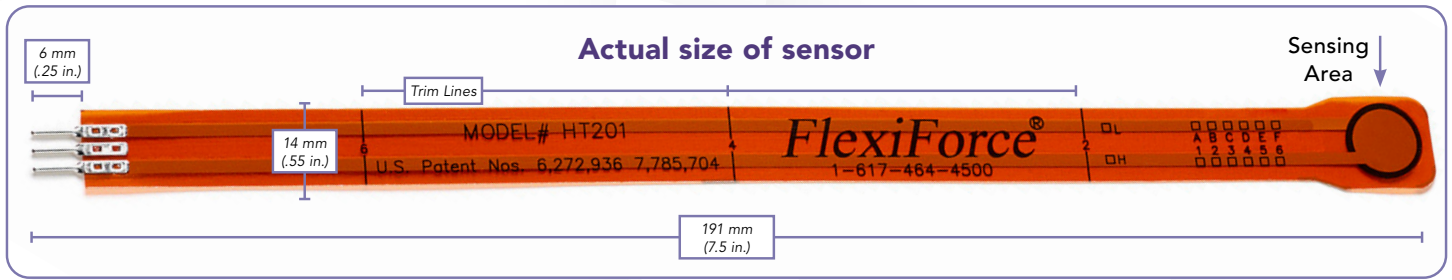 Actual size of sensor
6 mm
(.25 in.)
Sensing
Area
Trim Lines
14 mm
(.55 in.)
MODEL# HT201
U.S. Patent Nos. 6,272,936 7,785,704
6
4
FlexiForce®
1-617-464-4500
2
L
H
A B C D E F
1 2 3 4 5 6
191 mm
(7.5 in.)